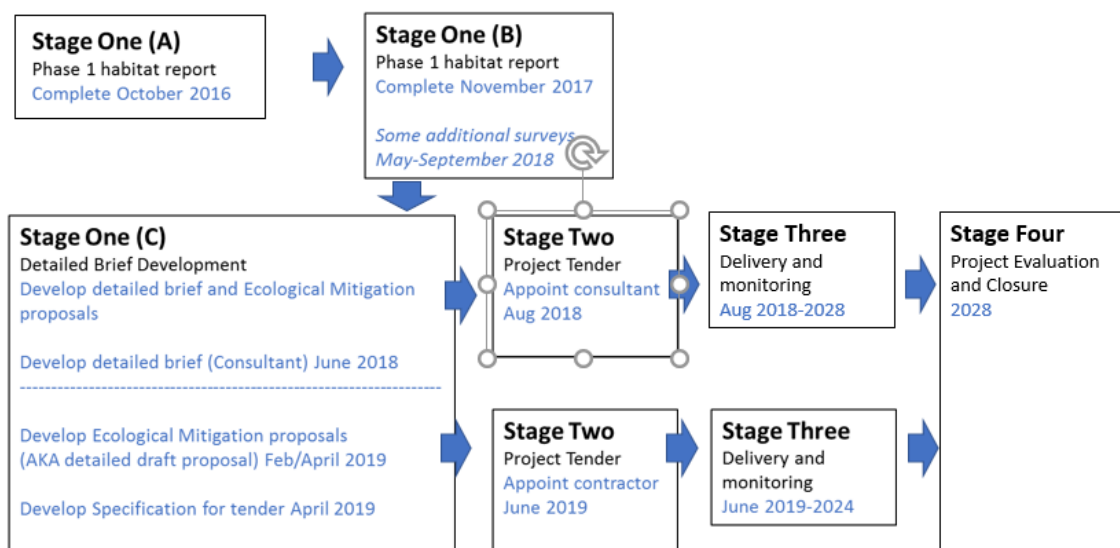 Stage One (A)
Phase 1 habitat report
Complete October 2016
Stage One (B)
Phase 1 habitat report
Complete November 2017
Some additional surveys
May-September 2018
Stage One (C)
Detailed Brief Development
Develop detailed brief and Ecological Mitigation
proposals
Develop detailed brief (Consultant) June 2018
--------------------------------------------------------------------
Develop Ecological Mitigation proposals
(AKA detailed draft proposal) Feb/April 2019
Develop Specification for tender April 2019
Stage Two
Project Tender
Appoint consultant
Aug 2018
Stage Three
Delivery and
monitoring
Aug 2018-2028
Stage Four
Project Evaluation
and Closure
2028
Stage Two
Project Tender
Appoint contractor
June 2019
Stage Three
Delivery and
monitoring
June 2019-2024